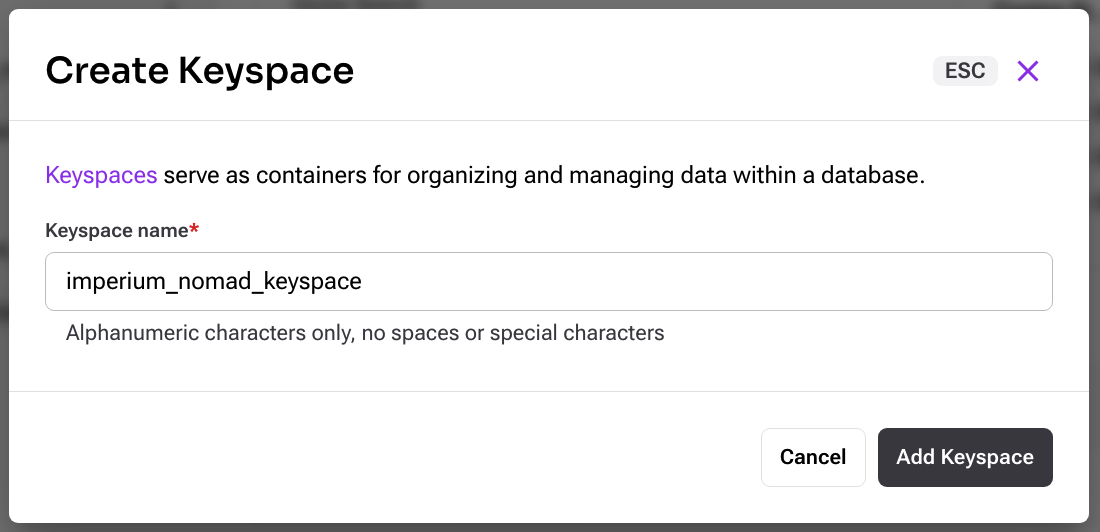 Create Keyspace
ESC
Keyspaces serve as containers for organizing and managing data within a database.
Keyspace name*
imperium_nomad_keyspace
Alphanumeric characters only, no spaces or special characters
Cancel
Add Keyspace